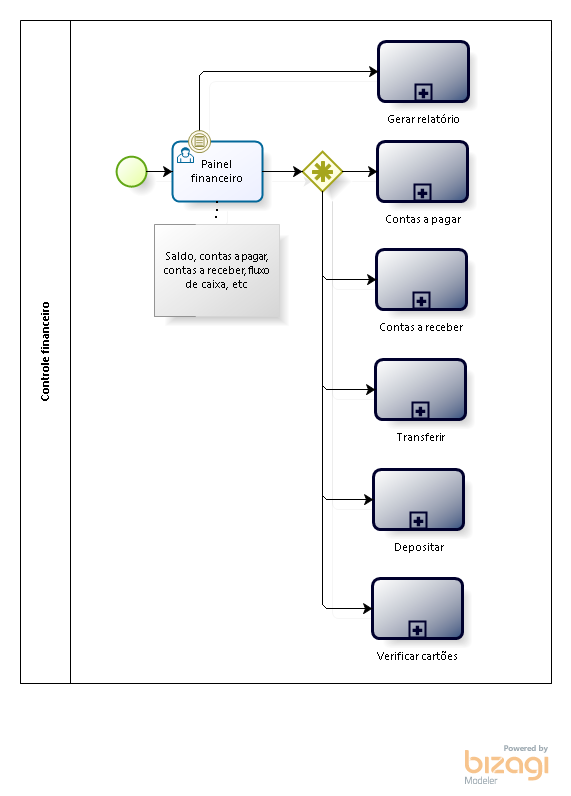 Controle financeiro
Painel
financeiro
Saldo, contas a pagar,
contas a receber, fluxo
de caixa, etc
Gerar relatório
Contas a pagar
Contas a receber
Transferir
Depositar
Verificar cartões
Powered by
bizagi
Modeler